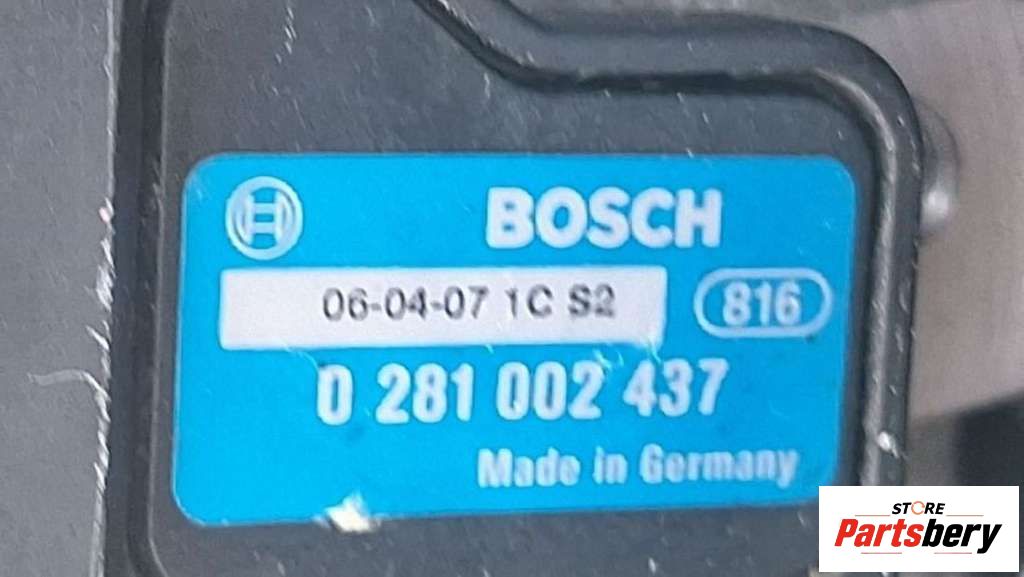 BOSCH
06-04-07 1C S2
816
0 281 002 437
Made in Germany
STORE
Partsbery